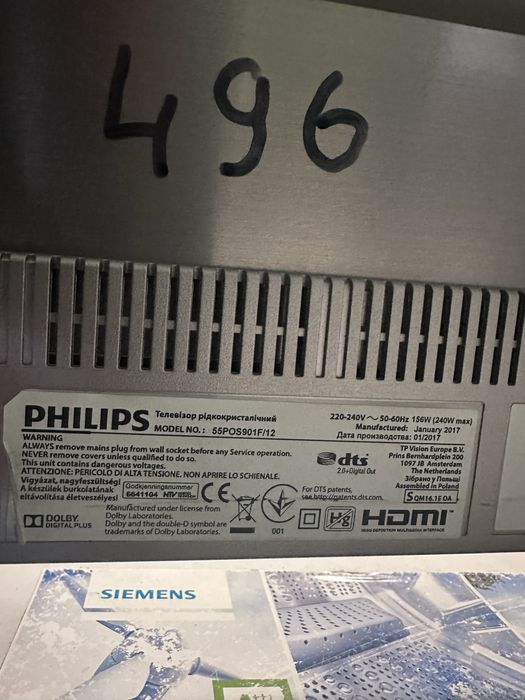 496
PHILIPS
Телевізор рідкокристалічний
MODEL NO.: 55POS901F/12
220-240V ~ 50-60Hz 156W (240W max)
Manufactured: January 2017
Дата производства: 01/2017
WARNING
ALWAYS remove mains plug from wall socket before any Service operation.
NEVER remove covers unless qualified to do so.
This unit contains dangerous voltages.
ATTENZIONE: PERICOLO DI ALTA TENSIONE. NON APRIRE LO SCHIENALE.
Vigyázat, nagyfeszültség!
A készülék burkolatának
eltávolítása életveszélyes!
Godkjenningsnummer
6641104
CE
dts
2.0+Digital Out
For DTS patents,
see http://patents.dts.com.
TP Vision Europe B.V.
Prins Bernhardplein 200
1097 JB Amsterdam
The Netherlands
Зібрано у Польщі
Assembled in Poland
SQM16.1E OA
DOLBY
DIGITAL PLUS
Manufactured under license from
Dolby Laboratories.
Dolby and the double-D symbol are
trademarks of Dolby Laboratories.
001
Hg
HDMI
HIGH-DEFINITION MULTIMEDIA INTERFACE
SIEMENS